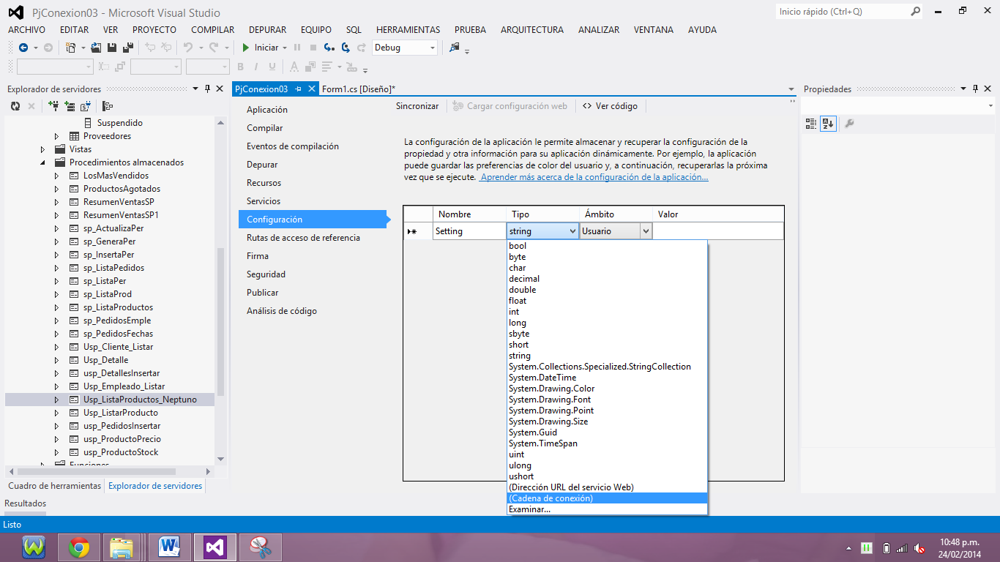 PjConexion03 - Microsoft Visual Studio
Inicio rápido (Ctrl+Q)
ARCHIVO EDITAR VER PROYECTO COMPILAR DEPURAR EQUIPO SQL HERRAMIENTAS PRUEBA ARQUITECTURA ANALIZAR VENTANA AYUDA
Iniciar Debug
B I U A
Explorador de servidores
Suspendido
Proveedores
Vistas
Procedimientos almacenados
LosMasVendidos
ProductosAgotados
ResumenVentasSP
ResumenVentasSP1
sp_ActualizaPer
sp_GeneraPer
sp_InsertaPer
sp_ListaPedidos
sp_ListaPer
sp_ListaProd
sp_ListaProductos
sp_PedidosEmple
sp_PedidosFechas
Usp_Cliente_Listar
Usp_Detalle
usp_DetallesInsertar
Usp_Empleado_Listar
Usp_ListaProductos_Neptuno
Usp_ListarProducto
usp_PedidosInsertar
usp_ProductoPrecio
usp_ProductoStock
Funciones
Cuadro de herramientas Explorador de servidores
PjConexion03 Form1.cs [Diseño]*
Aplicación
Compilar
Eventos de compilación
Depurar
Recursos
Servicios
Configuración
Rutas de acceso de referencia
Firma
Seguridad
Publicar
Análisis de código
Sincronizar Cargar configuración web Ver código
La configuración de la aplicación le permite almacenar y recuperar la configuración de la
propiedad y otra información para su aplicación dinámicamente. Por ejemplo, la aplicación
puede guardar las preferencias de color del usuario y, a continuación, recuperarlas la próxima
vez que se ejecute. Aprender más acerca de la configuración de la aplicación...
Nombre Tipo Ámbito Valor
Setting string Usuario
bool
byte
char
decimal
double
float
int
long
sbyte
short
string
System.Collections.Specialized.StringCollection
System.DateTime
System.Drawing.Color
System.Drawing.Font
System.Drawing.Point
System.Drawing.Size
System.Guid
System.TimeSpan
uint
ulong
ushort
(Dirección URL del servicio Web)
(Cadena de conexión)
Examinar...
Propiedades
Resultados
Listo
10:48 p.m.
24/02/2014